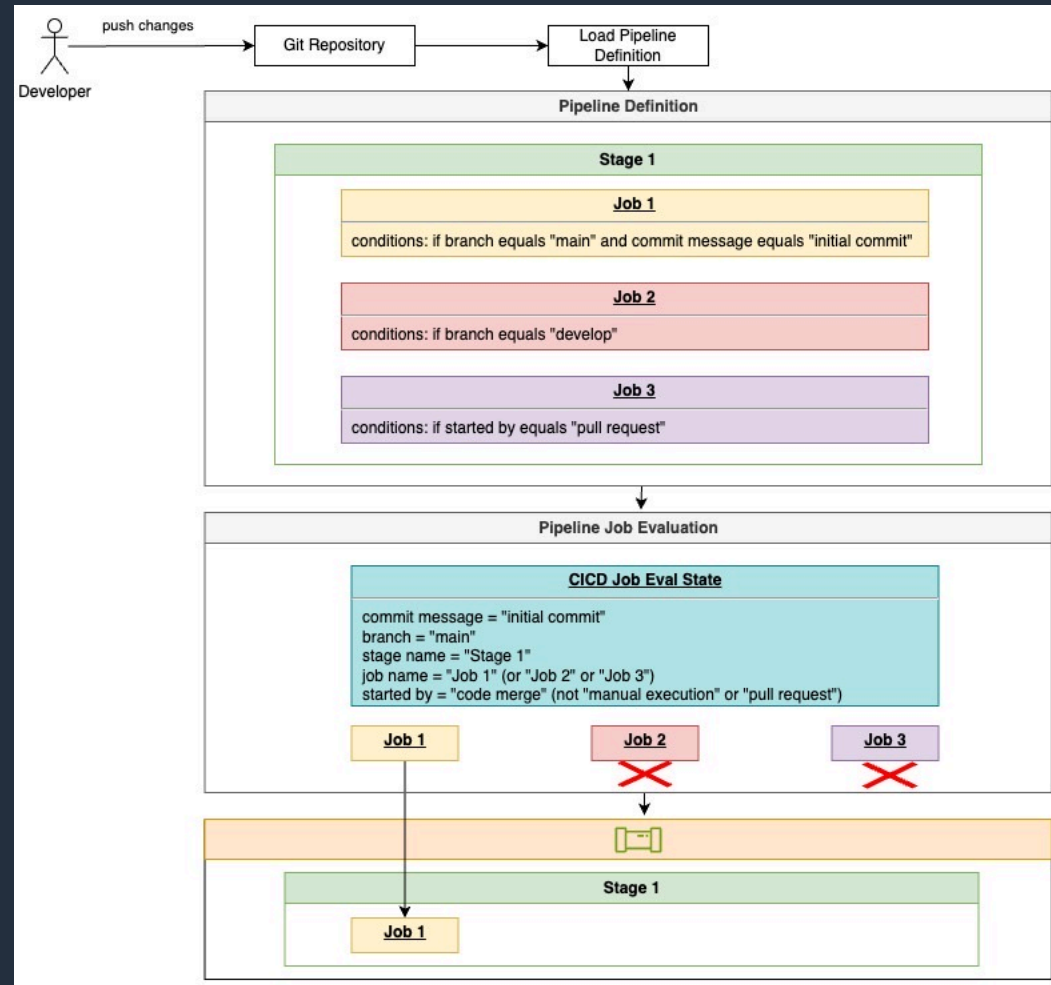 push changes
Git Repository
Load Pipeline
Definition
Developer
Pipeline Definition
Stage 1
Job 1
conditions: if branch equals "main" and commit message equals "initial commit"
Job 2
conditions: if branch equals "develop"
Job 3
conditions: if started by equals "pull request"
Pipeline Job Evaluation
CICD Job Eval State
commit message = "initial commit"
branch = "main"
stage name = "Stage 1"
job name = "Job 1" (or "Job 2" or "Job 3")
started by = "code merge" (not "manual execution" or "pull request")
Job 1
Job 2
Job 3
Stage 1
Job 1